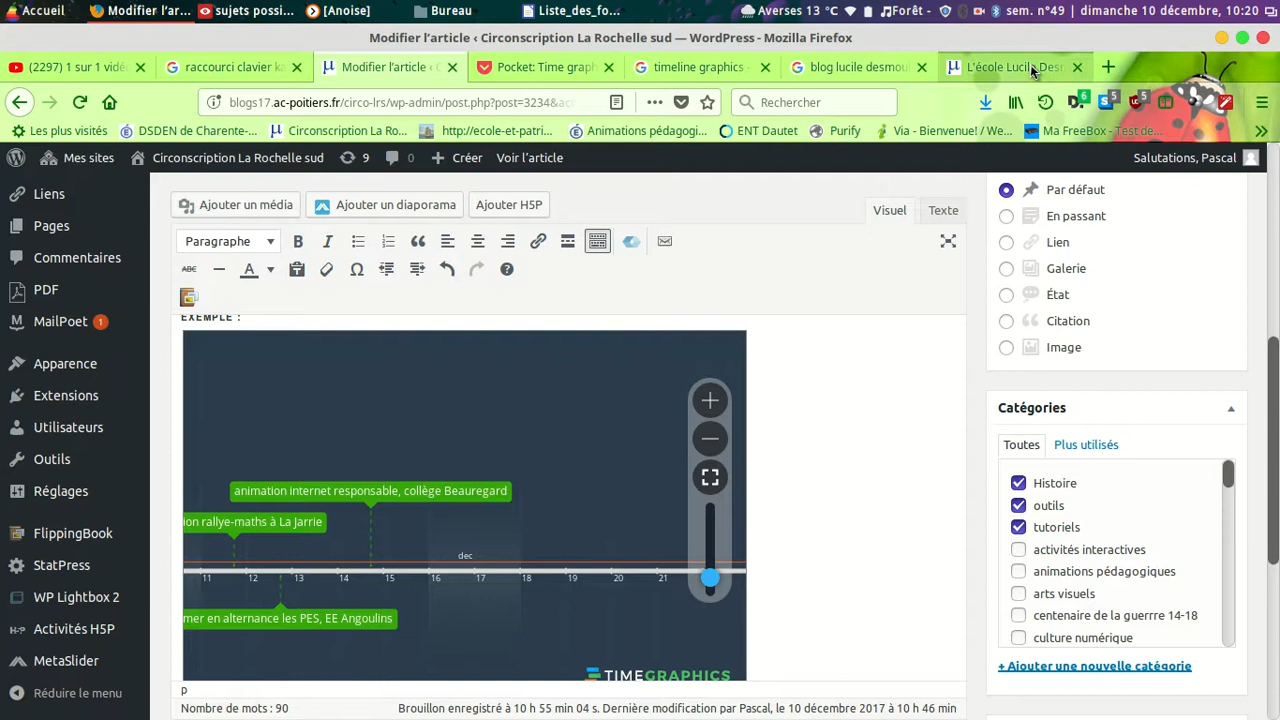 Accueil
Modifier l'ar...
sujets possi...
[Anoise]
Bureau
Liste_des_fo...
Averses 13 °C
Forêt -
sem. n°49 | dimanche 10 décembre, 10:20
Modifier l'article ‹ Circonscription La Rochelle sud — WordPress - Mozilla Firefox
(2297) 1 sur 1 vidé
raccourci clavier ka
Modifier l'article ‹ C
Pocket: Time graph
timeline graphics -
blog lucile desmou
L'école Lucile Desm
blogs17.ac-poitiers.fr/circo-lrs/wp-admin/post.php?post=3234&ac
Rechercher
6
5
5
Les plus visités
DSDEN de Charente-...
Circonscription La Ro...
http://ecole-et-patri...
Animations pédagogi...
ENT Dautet
Purify
Via - Bienvenue! / We...
Ma FreeBox - Test de...
Mes sites
Circonscription La Rochelle sud
9
0
Créer
Voir l'article
Salutations, Pascal
Liens
Pages
Commentaires
PDF
MailPoet 1
Apparence
Extensions
Utilisateurs
Outils
Réglages
FlippingBook
StatPress
WP Lightbox 2
Activités H5P
MetaSlider
Réduire le menu
Ajouter un média
Ajouter un diaporama
Ajouter H5P
Visuel
Texte
Paragraphe
B
I
ABC
A
EXEMPLE :
animation internet responsable, collège Beauregard
ion rallye-maths à La Jarrie
dec
11 12 13 14 15 16 17 18 19 20 21
mer en alternance les PES, EE Angoulins
TIMEGRAPHICS
p
Nombre de mots : 90
Brouillon enregistré à 10 h 55 min 04 s. Dernière modification par Pascal, le 10 décembre 2017 à 10 h 46 min
Par défaut
En passant
Lien
Galerie
État
Citation
Image
Catégories
Toutes
Plus utilisés
Histoire
outils
tutoriels
activités interactives
animations pédagogiques
arts visuels
centenaire de la guerrre 14-18
culture numérique
+ Ajouter une nouvelle catégorie